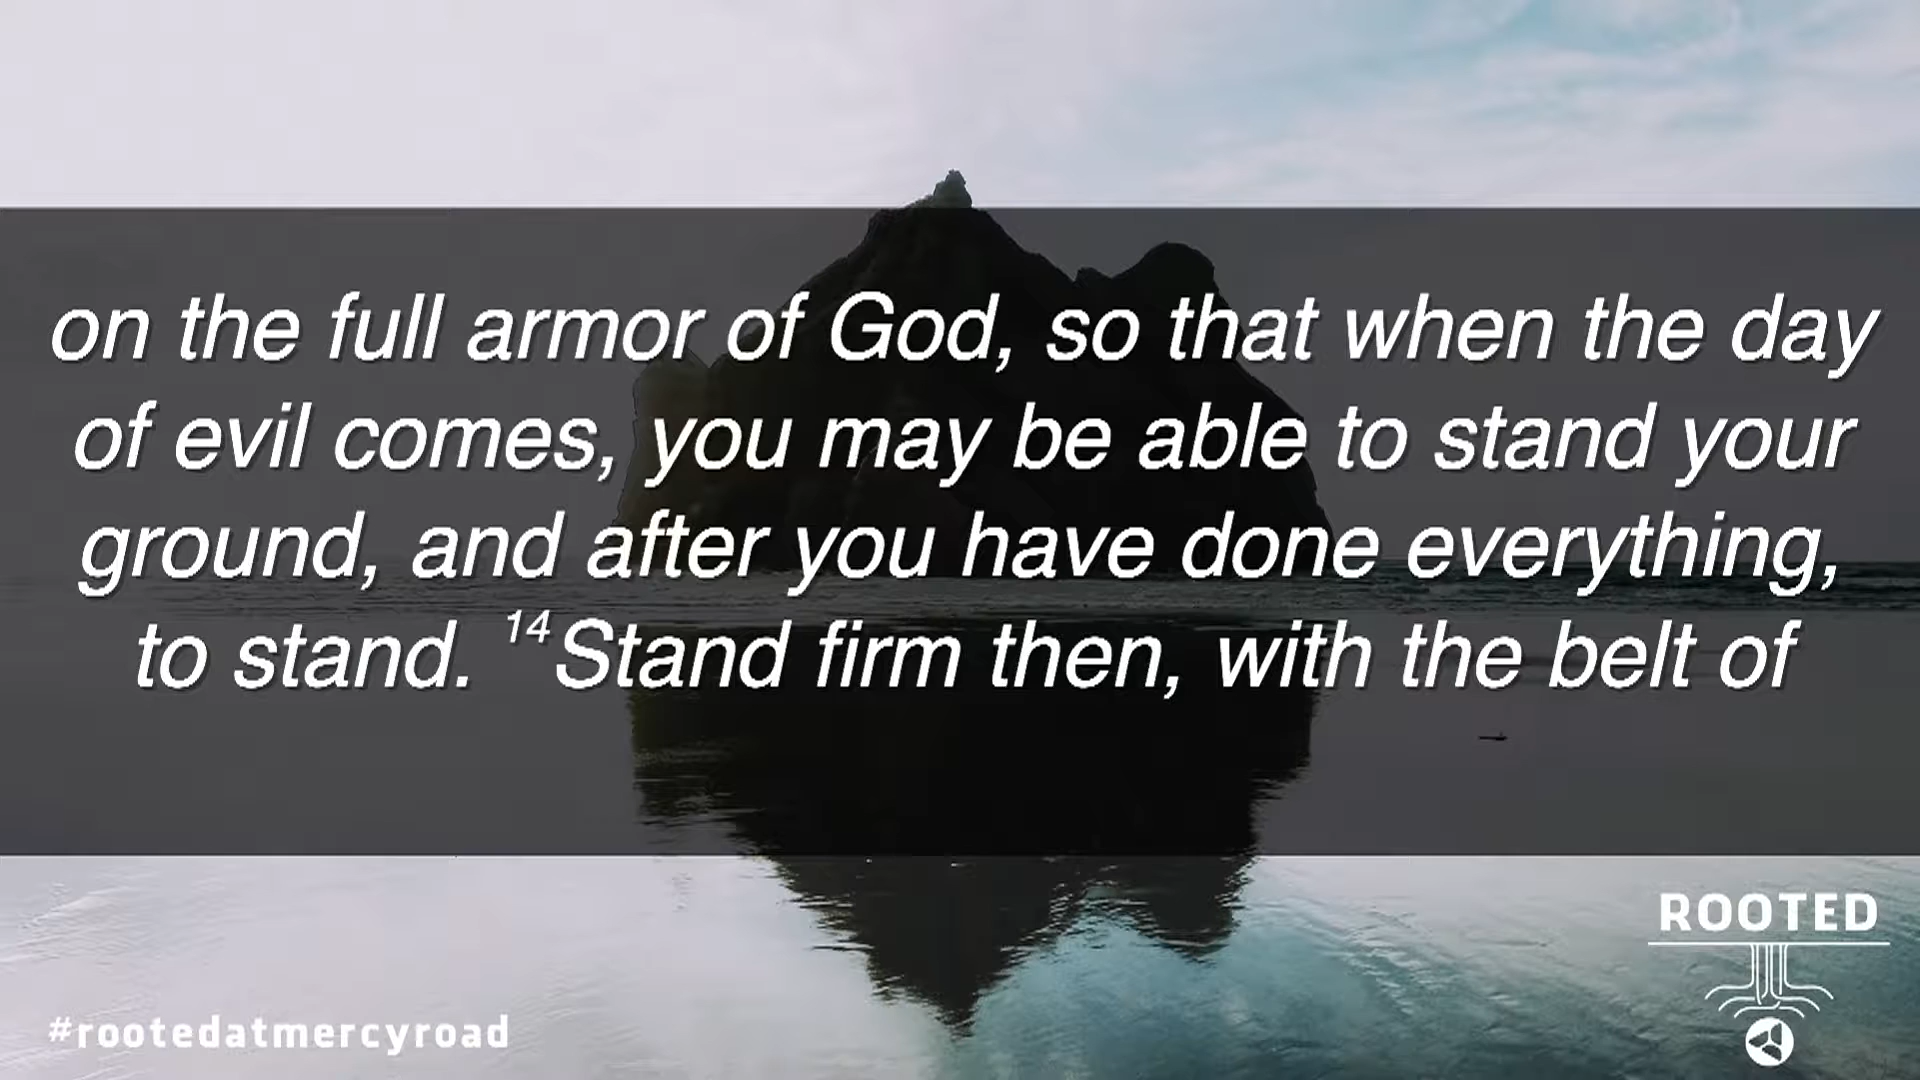 on the full armor of God, so that when the day
of evil comes, you may be able to stand your
ground, and after you have done everything,
to stand. 14 Stand firm then, with the belt of
ROOTED
#rootedatmercyroad